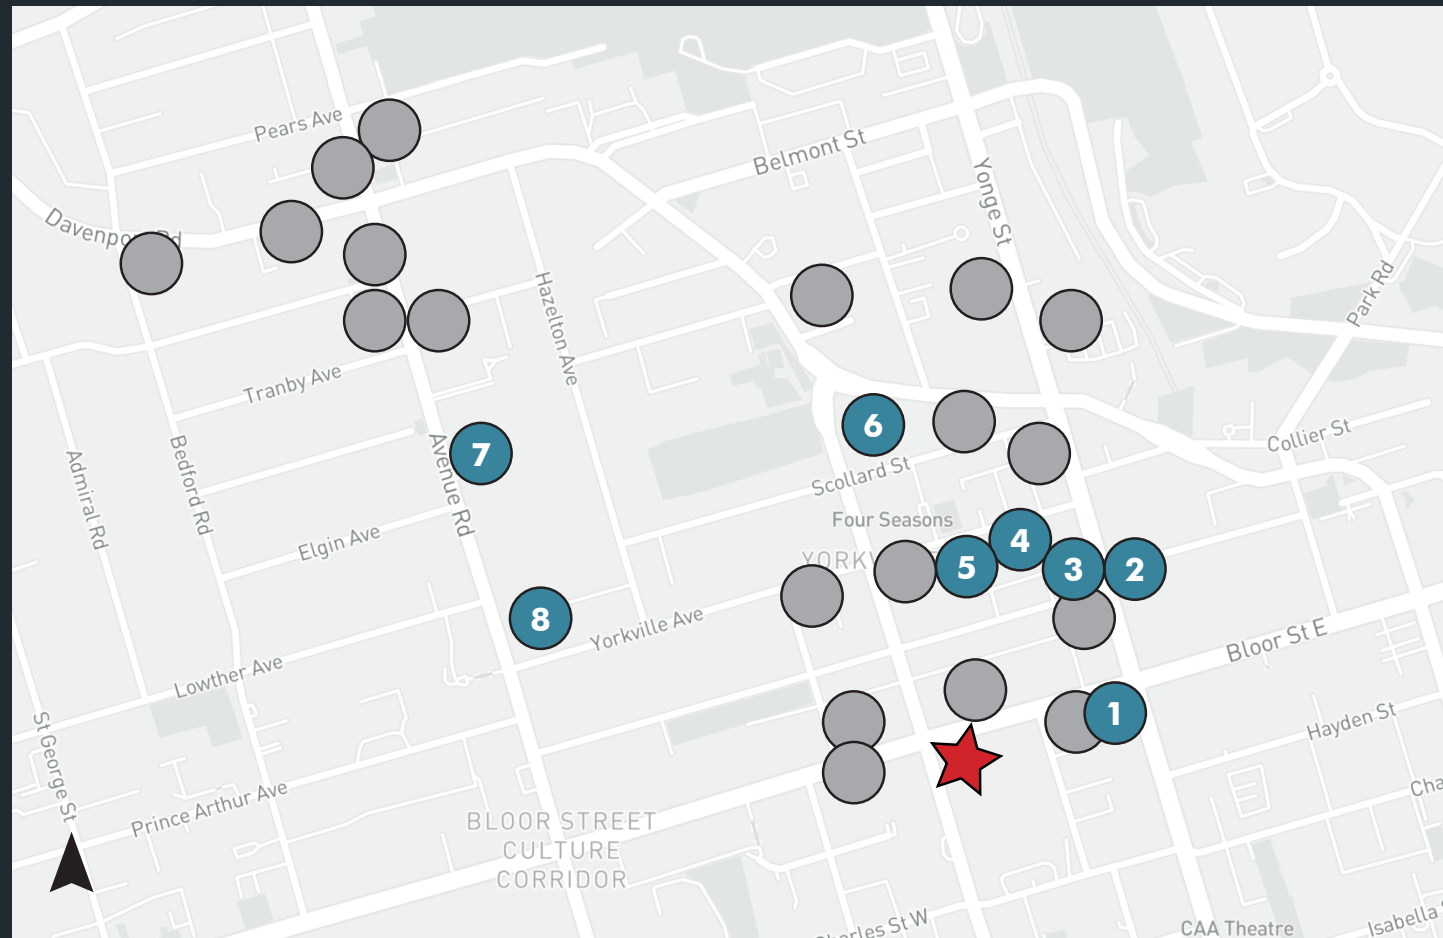 Pears Ave
Belmont St
Yonge St
Davenpo Rd
Park Rd
Hazelton Ave
Tranby Ave
6
Collier St
7
Avenue Rd
Bedford Rd
Admiral Rd
Scollard St
Four Seasons
4
Elgin Ave
YORKV
5
3
2
8
Yorkville Ave
Bloor St E
Lowther Ave
1
Hayden St
St George St
Prince Arthur Ave
Cha
BLOOR STREET
CULTURE
CORRIDOR
Charles St W
CAA Theatre
Isabella